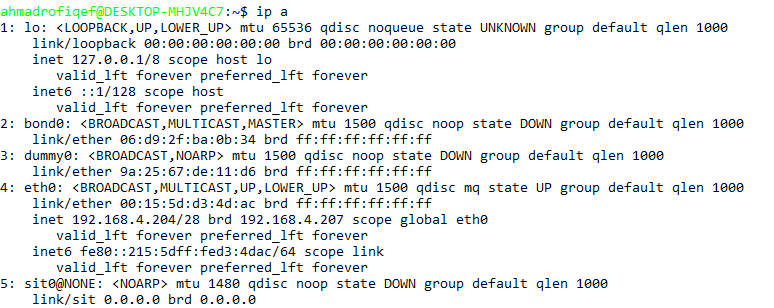 ahmadrofiqef@DESKTOP-MHJV4C7:~$ ip a
1: lo: <LOOPBACK,UP,LOWER_UP> mtu 65536 qdisc noqueue state UNKNOWN group default qlen 1000
    link/loopback 00:00:00:00:00:00 brd 00:00:00:00:00:00
    inet 127.0.0.1/8 scope host lo
       valid_lft forever preferred_lft forever
    inet6 ::1/128 scope host
       valid_lft forever preferred_lft forever
2: bond0: <BROADCAST,MULTICAST,MASTER> mtu 1500 qdisc noop state DOWN group default qlen 1000
    link/ether 06:d9:2f:ba:0b:34 brd ff:ff:ff:ff:ff:ff
3: dummy0: <BROADCAST,NOARP> mtu 1500 qdisc noop state DOWN group default qlen 1000
    link/ether 9a:25:67:de:11:d6 brd ff:ff:ff:ff:ff:ff
4: eth0: <BROADCAST,MULTICAST,UP,LOWER_UP> mtu 1500 qdisc mq state UP group default qlen 1000
    link/ether 00:15:5d:d3:4d:ac brd ff:ff:ff:ff:ff:ff
    inet 192.168.4.204/28 brd 192.168.4.207 scope global eth0
       valid_lft forever preferred_lft forever
    inet6 fe80::215:5dff:fed3:4dac/64 scope link
       valid_lft forever preferred_lft forever
5: sit0@NONE: <NOARP> mtu 1480 qdisc noop state DOWN group default qlen 1000
    link/sit 0.0.0.0 brd 0.0.0.0